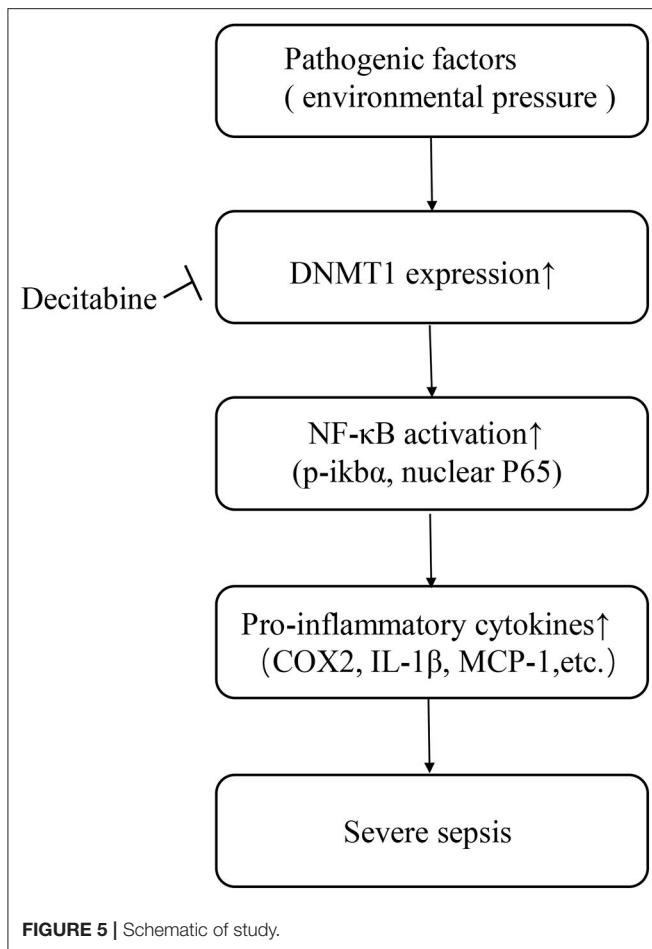 Pathogenic factors
( environmental pressure )
DNMT1 expression↑
Decitabine
NF-κB activation↑
(p-ikbα, nuclear P65)
Pro-inflammatory cytokines↑
（COX2, IL-1β, MCP-1,etc.）
Severe sepsis
FIGURE 5 | Schematic of study.